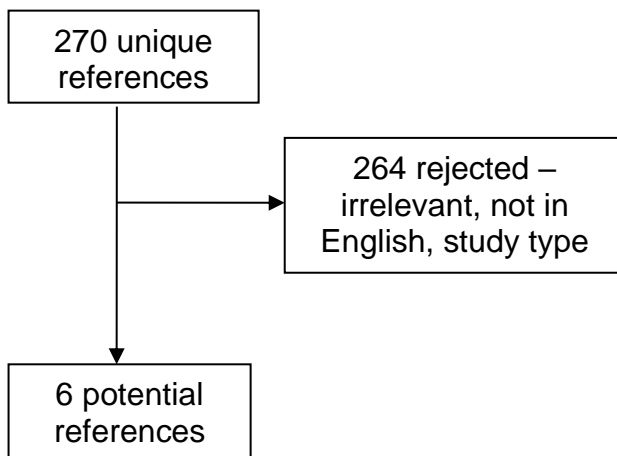 270 unique
references
264 rejected –
irrelevant, not in
English, study type
6 potential
references